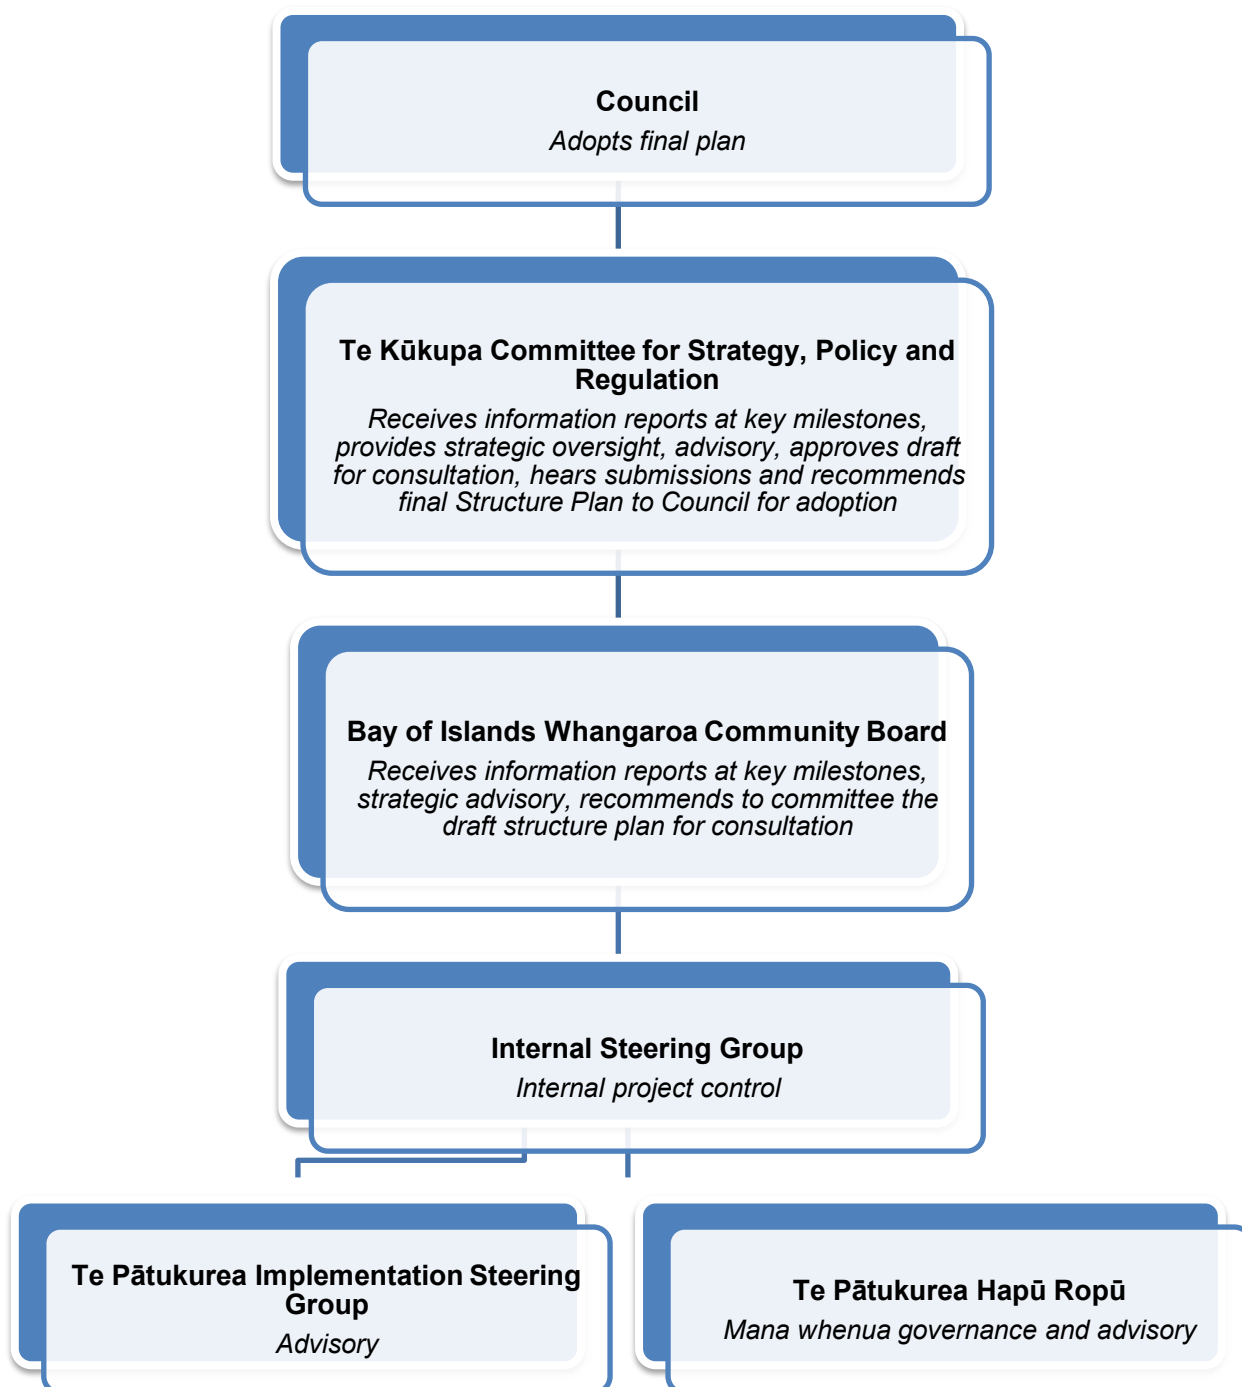 Council
Adopts final plan
Te Kūkupa Committee for Strategy, Policy and
Regulation
Receives information reports at key milestones,
provides strategic oversight, advisory, approves draft
for consultation, hears submissions and recommends
final Structure Plan to Council for adoption
Bay of Islands Whangaroa Community Board
Receives information reports at key milestones,
strategic advisory, recommends to committee the
draft structure plan for consultation
Internal Steering Group
Internal project control
Te Pātukurea Implementation Steering
Group
Advisory
Te Pātukurea Hapū Ropū
Mana whenua governance and advisory